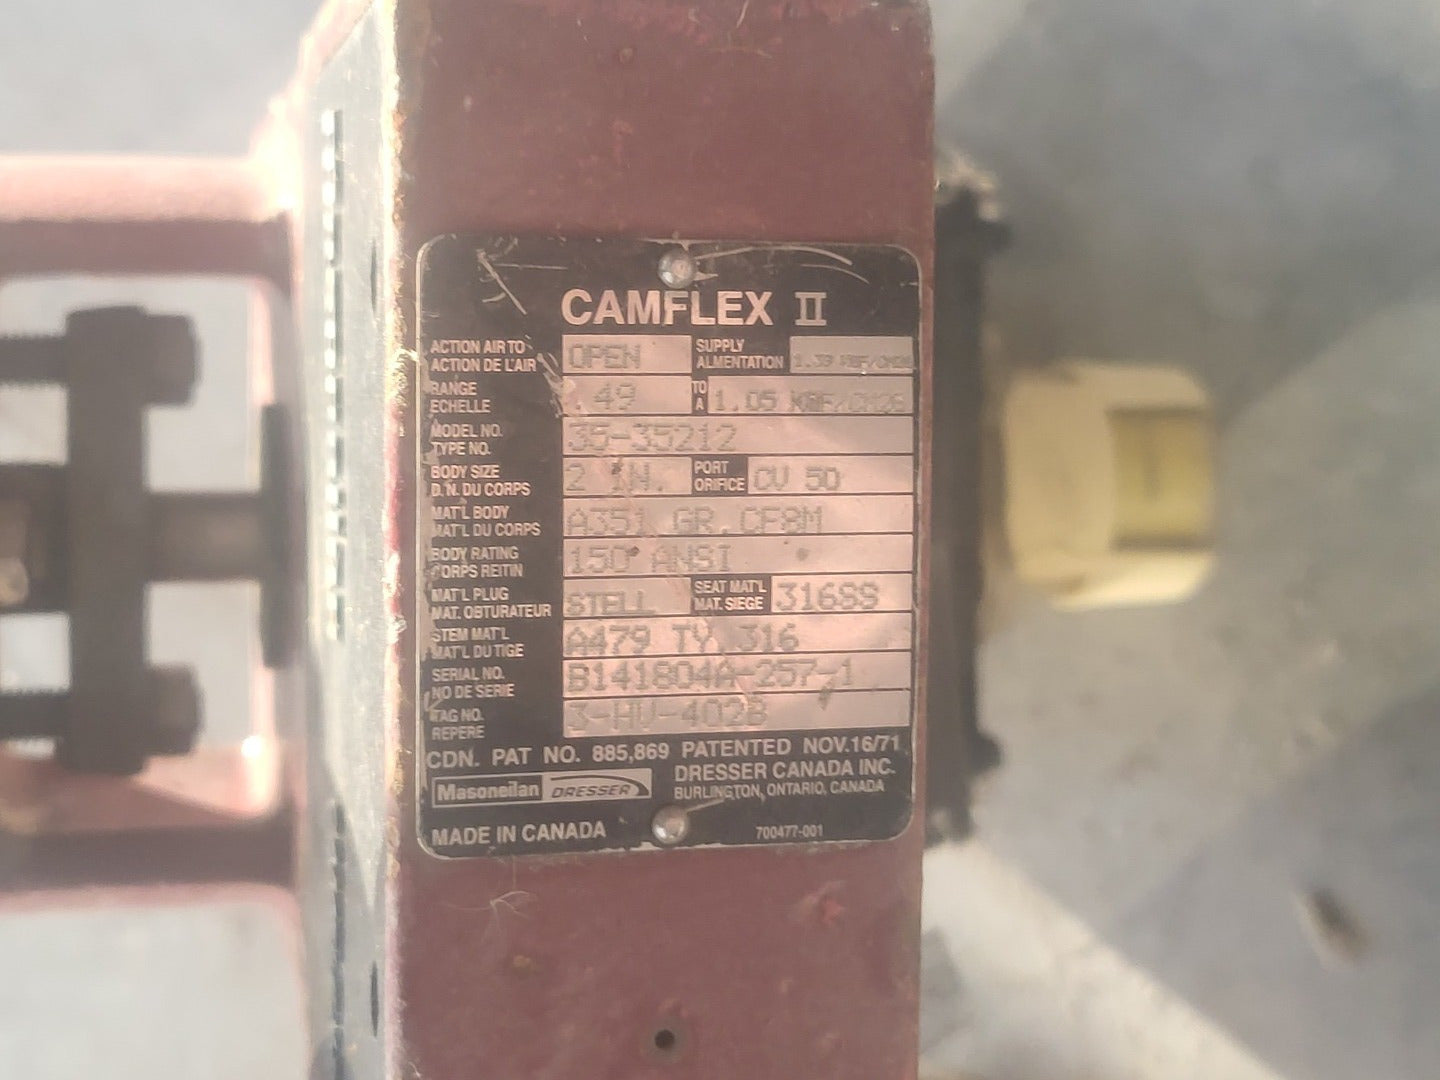 CAMFLEX II
ACTION AIR TO OPEN SUPPLY
ACTION DE L'AIR ALMENTATION
RANGE .49 TO 1.05 KGF/CM2G
ECHELLE A
MODEL NO. 35-35212
TYPE NO.
BODY SIZE 2 IN. PORT CV 50
D.N. DU CORPS ORIFICE
MAT'L BODY A351 GR.CF8M
MAT'L DU CORPS
BODY RATING 150 ANSI
CORPS REITIN
MAT'L PLUG STELL SEAT MAT'L 316SS
MAT. OBTURATEUR MAT. SIEGE
STEM MAT'L A479 TY.316
MAT'L DU TIGE
SERIAL NO. B141804A-257-1
NO DE SERIE
TAG NO. 3-HV-402B
REPERE
CDN. PAT NO. 885,869 PATENTED NOV.16/71
Masoneilan DRESSER DRESSER CANADA INC.
BURLINGTON, ONTARIO, CANADA
MADE IN CANADA 700477-001